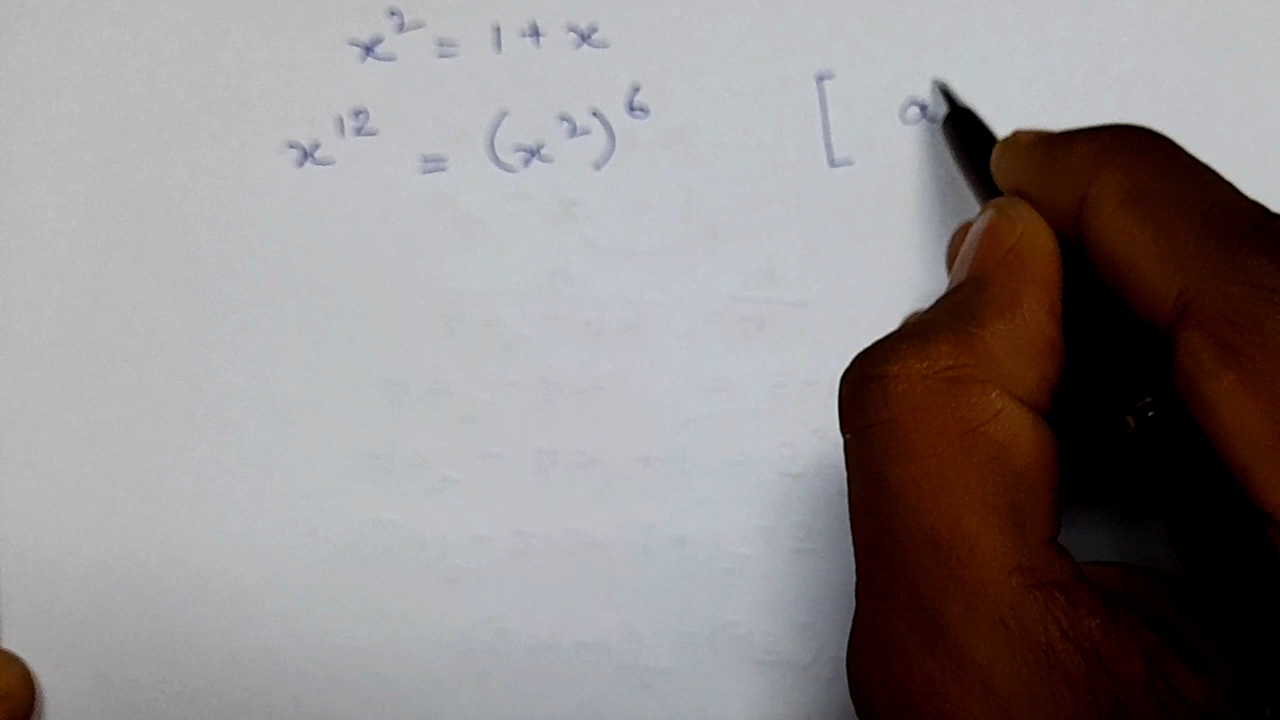 x² = 1 + x
x¹² = (x²)⁶ [ a